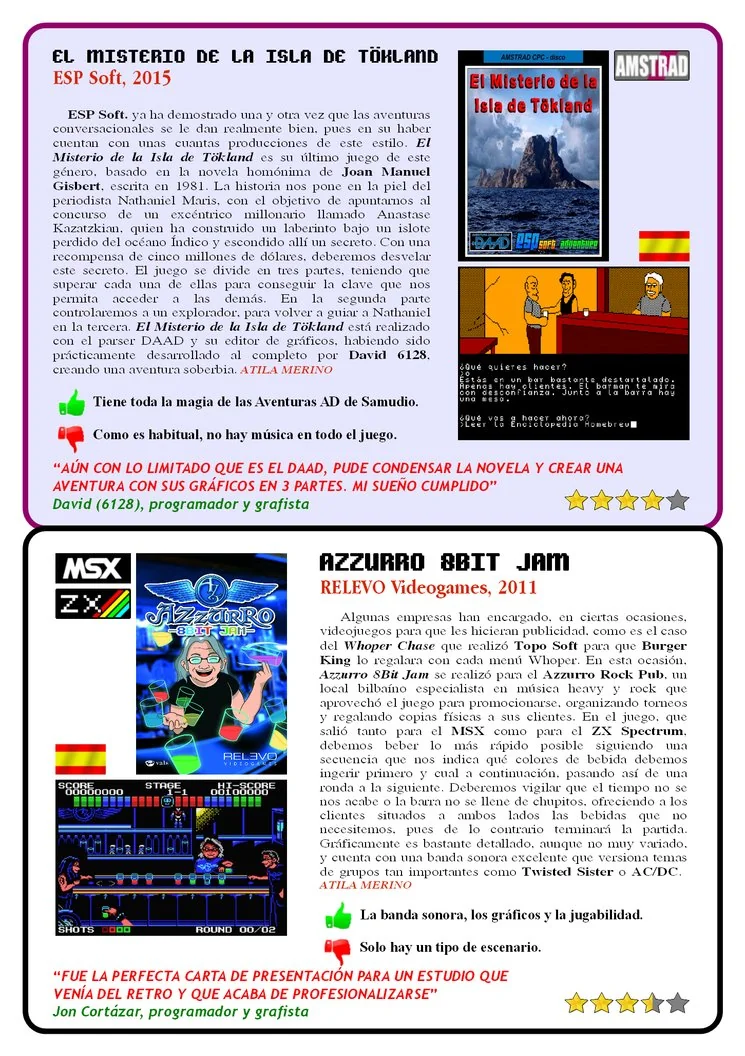 EL MISTERIO DE LA ISLA DE TÖKLAND
ESP Soft, 2015
ESP Soft. ya ha demostrado una y otra vez que las aventuras
conversacionales se le dan realmente bien, pues en su haber
cuentan con unas cuantas producciones de este estilo. El
Misterio de la Isla de Tökland es su último juego de este
género, basado en la novela homónima de Joan Manuel
Gisbert, escrita en 1981. La historia nos pone en la piel del
periodista Nathaniel Maris, con el objetivo de apuntarnos al
concurso de un excéntrico millonario llamado Anastase
Kazatzkian, quien ha construido un laberinto bajo un islote
perdido del océano Índico y escondido allí un secreto. Con una
recompensa de cinco millones de dólares, deberemos desvelar
este secreto. El juego se divide en tres partes, teniendo que
superar cada una de ellas para conseguir la clave que nos
permita acceder a las demás. En la segunda parte
controlaremos a un explorador, para volver a guiar a Nathaniel
en la tercera. El Misterio de la Isla de Tökland está realizado
con el parser DAAD y su editor de gráficos, habiendo sido
prácticamente desarrollado al completo por David 6128,
creando una aventura soberbia. ATILA MERINO
Tiene toda la magia de las Aventuras AD de Samudio.
Como es habitual, no hay música en todo el juego.
AMSTRAD CPC - disco
El Misterio de la
Isla de Tökland
DAAD
esp soft adventure
AMSTRAD
¿Qué quieres hacer?
>o
Estás en un bar bastante destartalado.
Apenas hay clientes. El barman te mira
con desconfianza. Junto a la barra hay
una mesa.
¿Qué vas a hacer ahora?
>Leer la Enciclopedia Homebrew
“AÚN CON LO LIMITADO QUE ES EL DAAD, PUDE CONDENSAR LA NOVELA Y CREAR UNA
AVENTURA CON SUS GRÁFICOS EN 3 PARTES. MI SUEÑO CUMPLIDO”
David (6128), programador y grafista
MSX
ZX
AZZURRO
-8BIT JAM-
vals
RELEVO
VIDEOGAMES
SCORE STAGE HI-SCORE
00000000 1-1 00100000
SHOTS ROUND 00/02
AZZURRO 8BIT JAM
RELEVO Videogames, 2011
Algunas empresas han encargado, en ciertas ocasiones,
videojuegos para que les hicieran publicidad, como es el caso
del Whoper Chase que realizó Topo Soft para que Burger
King lo regalara con cada menú Whoper. En esta ocasión,
Azzurro 8Bit Jam se realizó para el Azzurro Rock Pub, un
local bilbaíno especialista en música heavy y rock que
aprovechó el juego para promocionarse, organizando torneos
y regalando copias físicas a sus clientes. En el juego, que
salió tanto para el MSX como para el ZX Spectrum,
debemos beber lo más rápido posible siguiendo una
secuencia que nos indica qué colores de bebida debemos
ingerir primero y cual a continuación, pasando así de una
ronda a la siguiente. Deberemos vigilar que el tiempo no se
nos acabe o la barra no se llene de chupitos, ofreciendo a los
clientes situados a ambos lados las bebidas que no
necesitemos, pues de lo contrario terminará la partida.
Gráficamente es bastante detallado, aunque no muy variado,
y cuenta con una banda sonora excelente que versiona temas
de grupos tan importantes como Twisted Sister o AC/DC.
ATILA MERINO
La banda sonora, los gráficos y la jugabilidad.
Solo hay un tipo de escenario.
“FUE LA PERFECTA CARTA DE PRESENTACIÓN PARA UN ESTUDIO QUE
VENÍA DEL RETRO Y QUE ACABA DE PROFESIONALIZARSE”
Jon Cortázar, programador y grafista